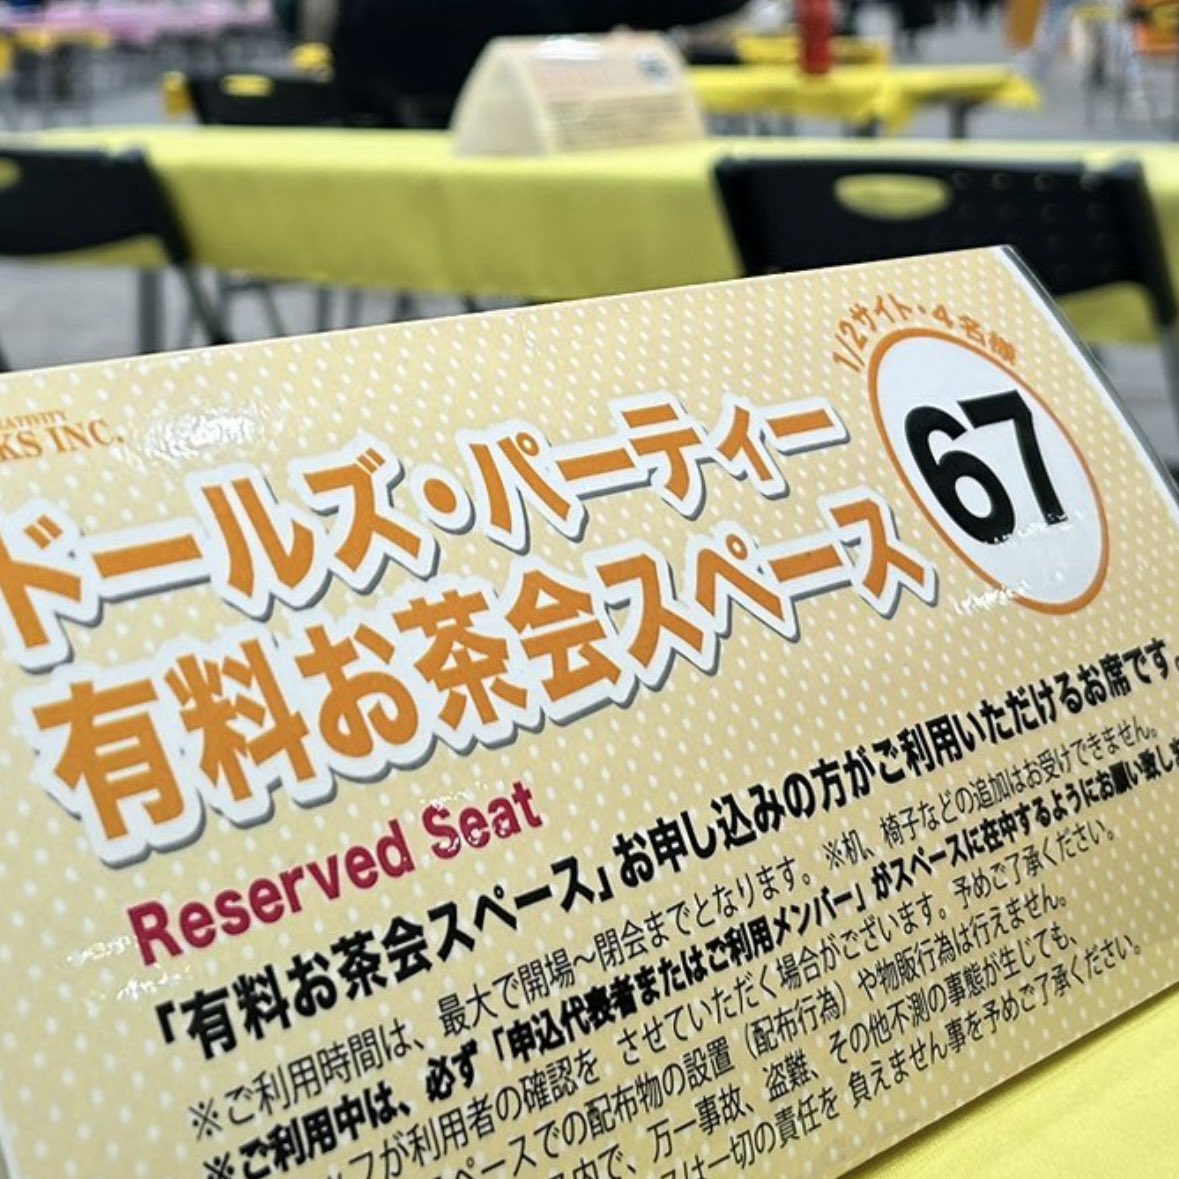 KS INC.
1/2サイト・4名様
67
ドールズ・パーティー
有料お茶会スペース
Reserved Seat
「有料お茶会スペース」お申し込みの方がご利用いただけるお席です。
※ご利用時間は、最大で開場〜閉会までとなります。※机、椅子などの追加はお受けできません。
※ご利用中は、必ず「申込代表者またはご利用メンバー」がスペースに在中するようにお願い致しま
フが利用者の確認を させていただく場合がございます。予めご了承ください。
ペースでの配布物の設置（配布行為）や物販行為は行えません。
内で、万一事故、盗難、その他不測の事態が生じても、
は一切の責任を 負えません事を予めご了承ください。